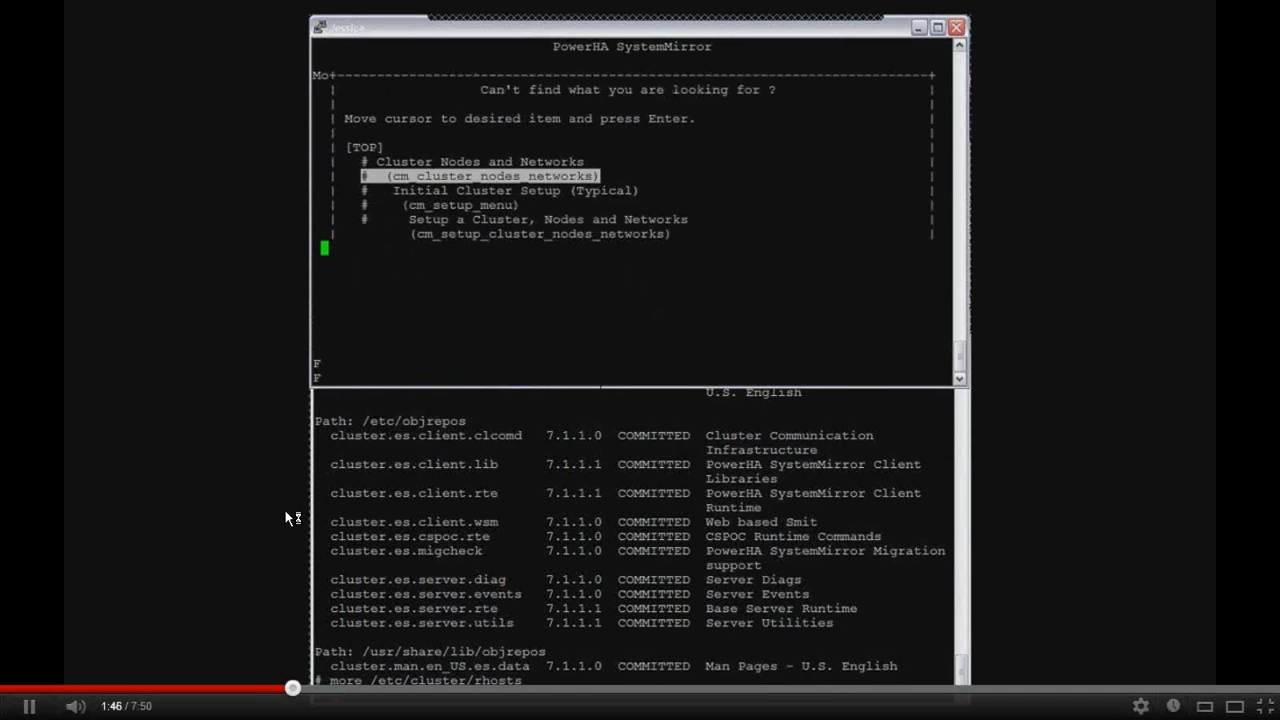 jessica
PowerHA SystemMirror
Mo+--------------------------------------------------------------------------+
Can't find what you are looking for ?
Move cursor to desired item and press Enter.
[TOP]
# Cluster Nodes and Networks
# (cm_cluster_nodes_networks)
# Initial Cluster Setup (Typical)
# (cm_setup_menu)
# Setup a Cluster, Nodes and Networks
(cm_setup_cluster_nodes_networks)
F
F
U.S. English
Path: /etc/objrepos
cluster.es.client.clcomd 7.1.1.0 COMMITTED Cluster Communication
Infrastructure
cluster.es.client.lib 7.1.1.1 COMMITTED PowerHA SystemMirror Client
Libraries
cluster.es.client.rte 7.1.1.1 COMMITTED PowerHA SystemMirror Client
Runtime
cluster.es.client.wsm 7.1.1.0 COMMITTED Web based Smit
cluster.es.cspoc.rte 7.1.1.0 COMMITTED CSPOC Runtime Commands
cluster.es.migcheck 7.1.1.0 COMMITTED PowerHA SystemMirror Migration
support
cluster.es.server.diag 7.1.1.0 COMMITTED Server Diags
cluster.es.server.events 7.1.1.0 COMMITTED Server Events
cluster.es.server.rte 7.1.1.1 COMMITTED Base Server Runtime
cluster.es.server.utils 7.1.1.1 COMMITTED Server Utilities
Path: /usr/share/lib/objrepos
cluster.man.en_US.es.data 7.1.1.0 COMMITTED Man Pages - U.S. English
# more /etc/cluster/rhosts
1:46 / 7:50